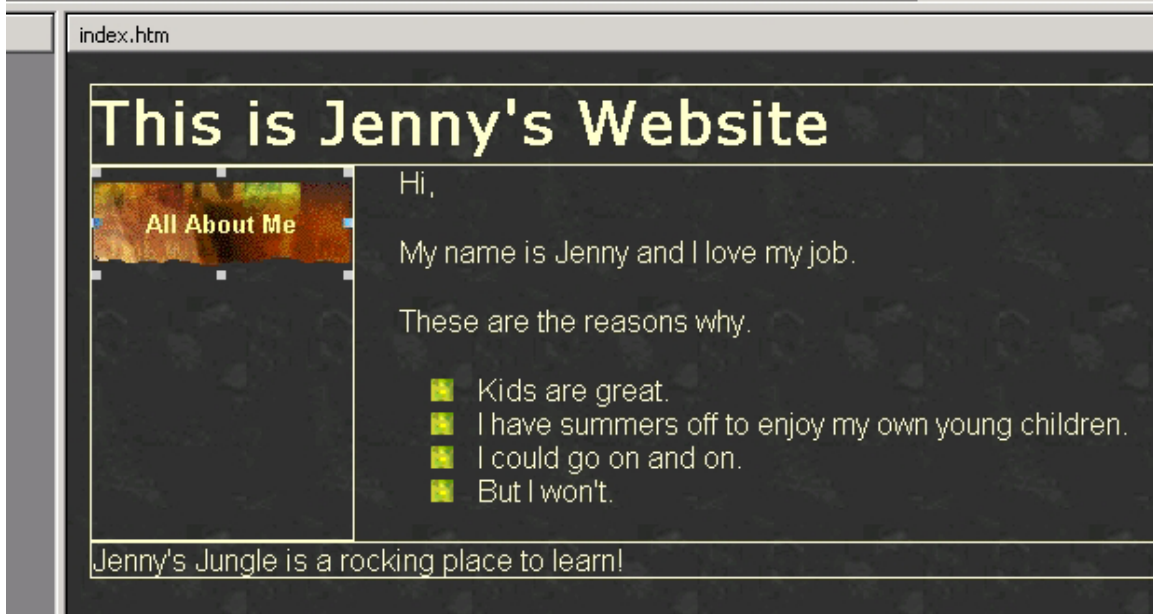 index.htm
This is Jenny's Website
All About Me
Hi,
My name is Jenny and I love my job.
These are the reasons why.
Kids are great.
I have summers off to enjoy my own young children.
I could go on and on.
But I won't.
Jenny's Jungle is a rocking place to learn!